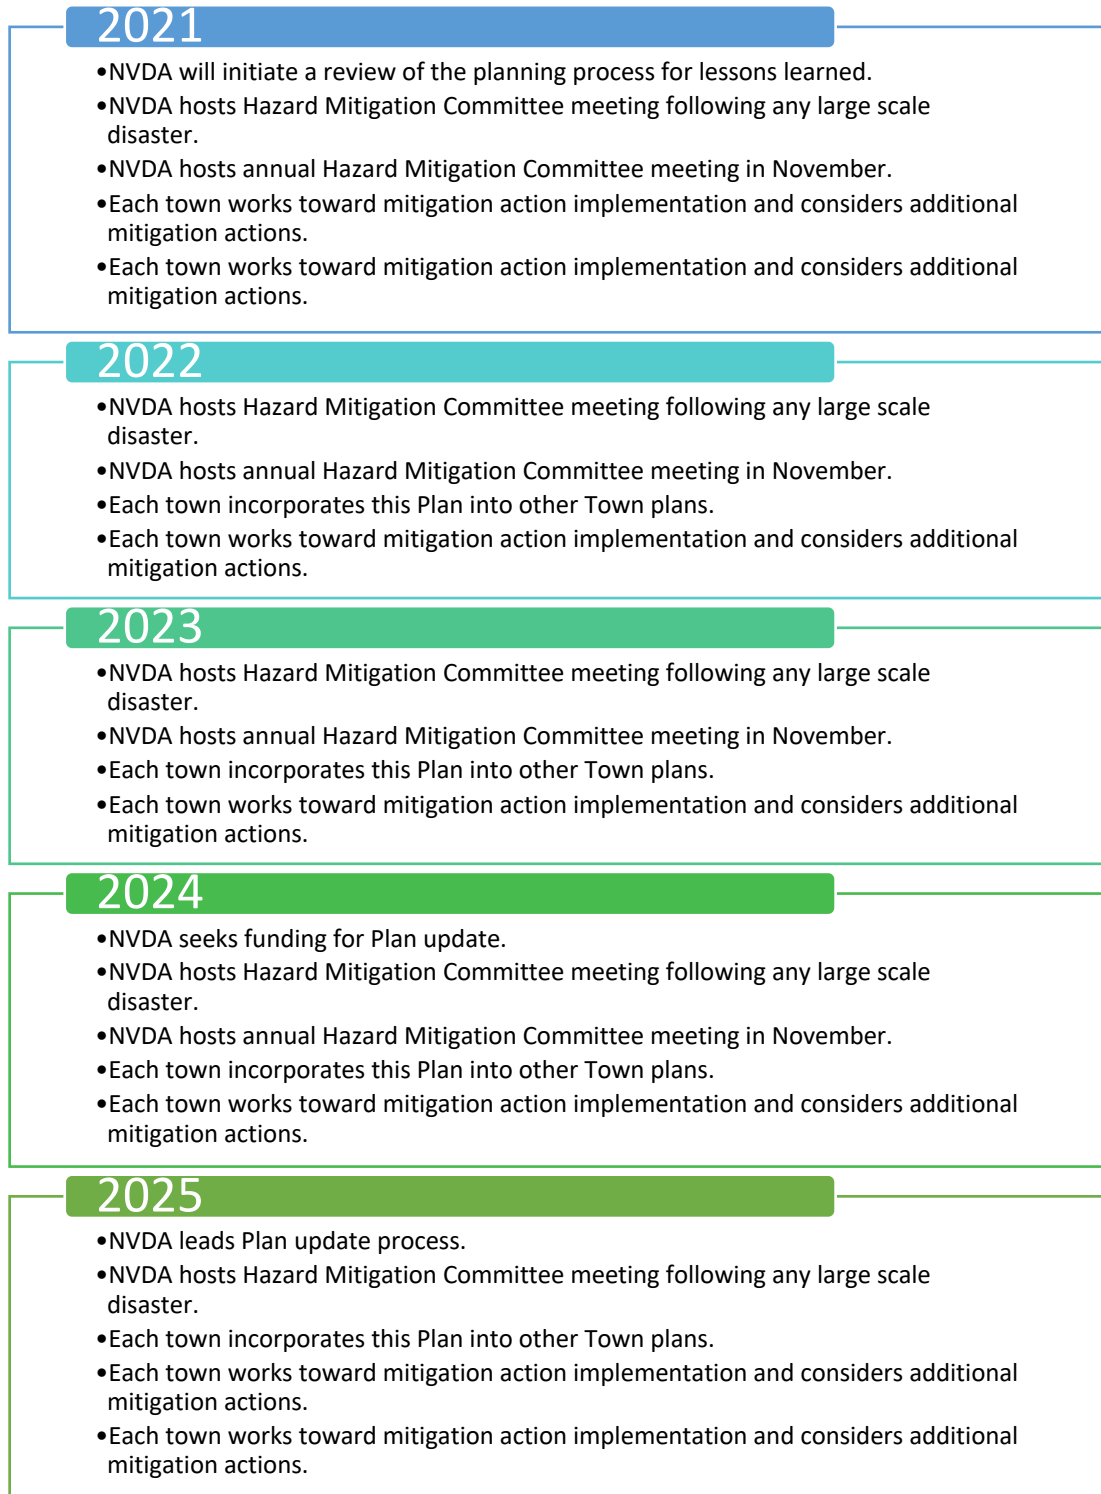 2021
•NVDA will initiate a review of the planning process for lessons learned.
•NVDA hosts Hazard Mitigation Committee meeting following any large scale
disaster.
•NVDA hosts annual Hazard Mitigation Committee meeting in November.
•Each town works toward mitigation action implementation and considers additional
mitigation actions.
•Each town works toward mitigation action implementation and considers additional
mitigation actions.
2022
•NVDA hosts Hazard Mitigation Committee meeting following any large scale
disaster.
•NVDA hosts annual Hazard Mitigation Committee meeting in November.
•Each town incorporates this Plan into other Town plans.
•Each town works toward mitigation action implementation and considers additional
mitigation actions.
2023
•NVDA hosts Hazard Mitigation Committee meeting following any large scale
disaster.
•NVDA hosts annual Hazard Mitigation Committee meeting in November.
•Each town incorporates this Plan into other Town plans.
•Each town works toward mitigation action implementation and considers additional
mitigation actions.
2024
•NVDA seeks funding for Plan update.
•NVDA hosts Hazard Mitigation Committee meeting following any large scale
disaster.
•NVDA hosts annual Hazard Mitigation Committee meeting in November.
•Each town incorporates this Plan into other Town plans.
•Each town works toward mitigation action implementation and considers additional
mitigation actions.
2025
•NVDA leads Plan update process.
•NVDA hosts Hazard Mitigation Committee meeting following any large scale
disaster.
•Each town incorporates this Plan into other Town plans.
•Each town works toward mitigation action implementation and considers additional
mitigation actions.
•Each town works toward mitigation action implementation and considers additional
mitigation actions.